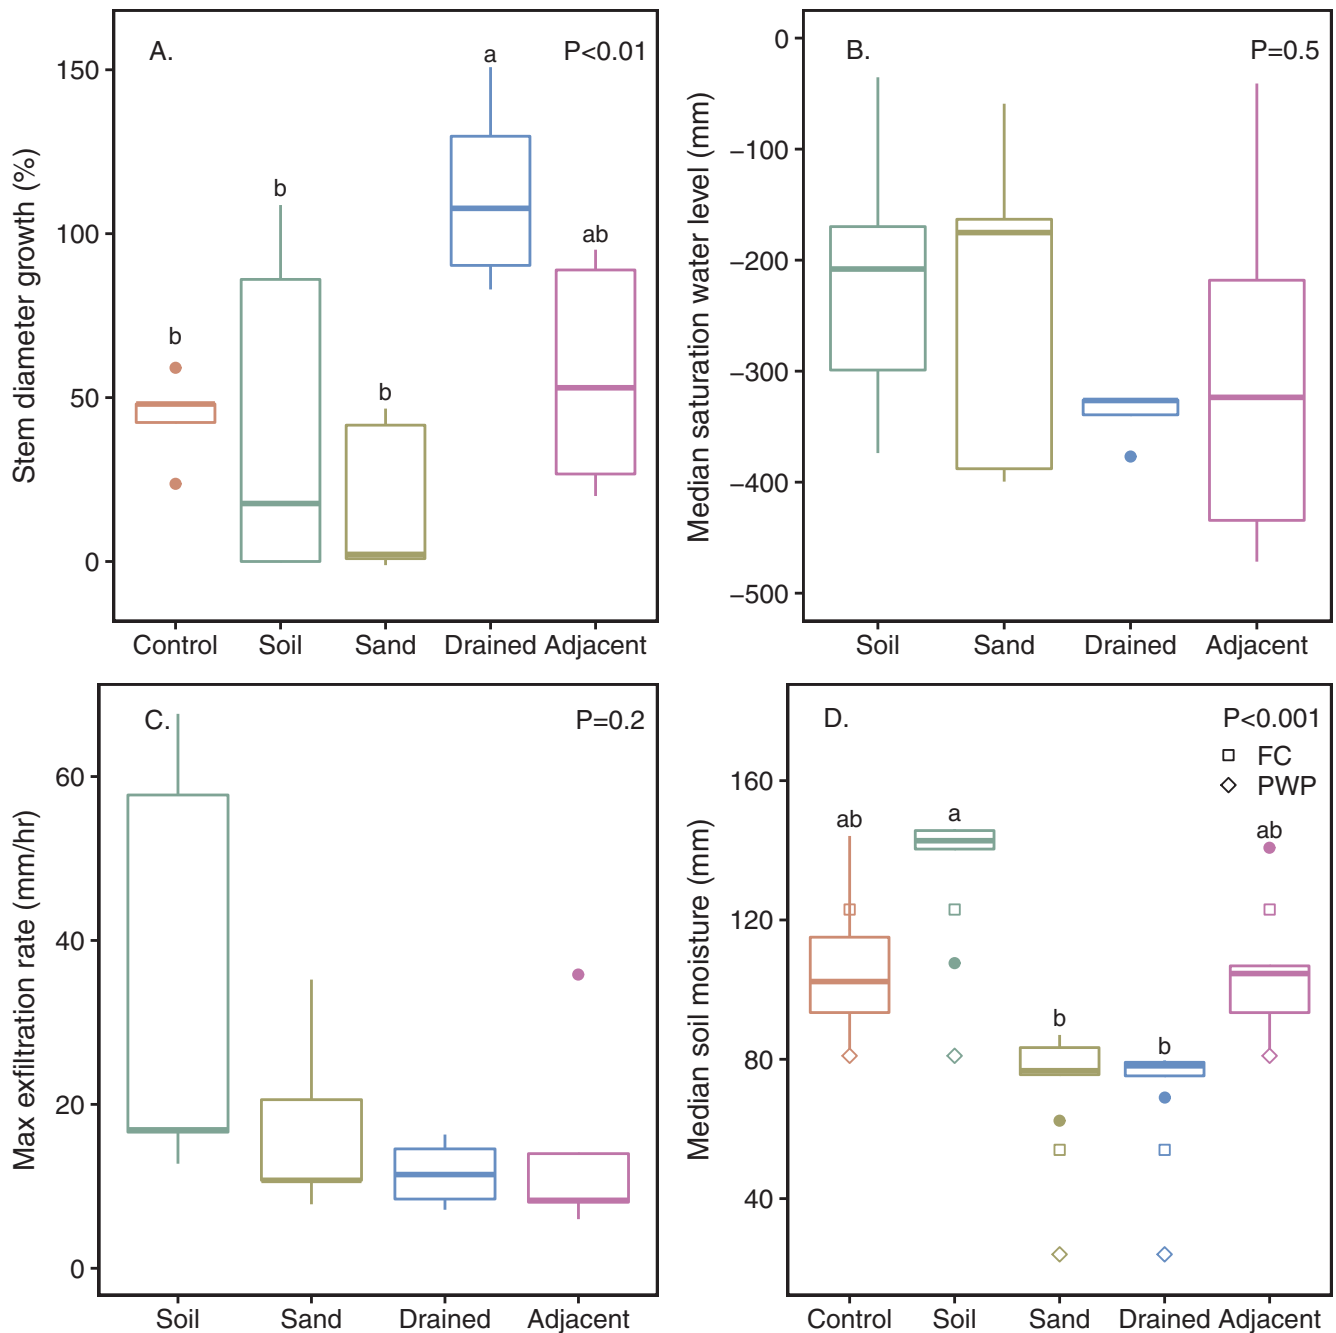 A.
P<0.01
Stem diameter growth (%)
150
100
50
0
b
b
b
a
ab
Control Soil Sand Drained Adjacent
B.
P=0.5
Median saturation water level (mm)
0
−100
−200
−300
−400
−500
Soil Sand Drained Adjacent
C.
P=0.2
Max exfiltration rate (mm/hr)
60
40
20
0
Soil Sand Drained Adjacent
D.
P<0.001
FC
PWP
Median soil moisture (mm)
160
120
80
40
ab
a
b
b
ab
Control Soil Sand Drained Adjacent